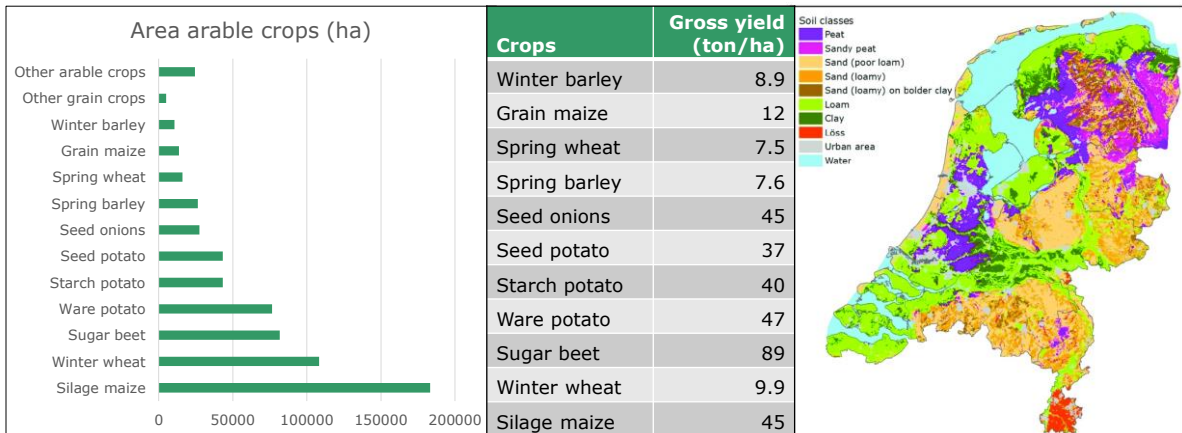 Area arable crops (ha)
Other arable crops
Other grain crops
Winter barley
Grain maize
Spring wheat
Spring barley
Seed onions
Seed potato
Starch potato
Ware potato
Sugar beet
Winter wheat
Silage maize
0 50000 100000 150000 200000
Crops Gross yield (ton/ha)
Winter barley 8.9
Grain maize 12
Spring wheat 7.5
Spring barley 7.6
Seed onions 45
Seed potato 37
Starch potato 40
Ware potato 47
Sugar beet 89
Winter wheat 9.9
Silage maize 45
Soil classes
Peat
Sandy peat
Sand (poor loam)
Sand (loamy)
Sand (loamy) on bolder clay
Loam
Clay
Löss
Urban area
Water